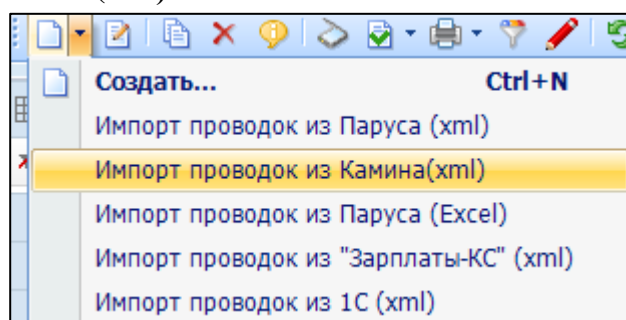 Создать... Ctrl+N
Импорт проводок из Паруса (xml)
Импорт проводок из Камина(xml)
Импорт проводок из Паруса (Excel)
Импорт проводок из "Зарплаты-КС" (xml)
Импорт проводок из 1С (xml)